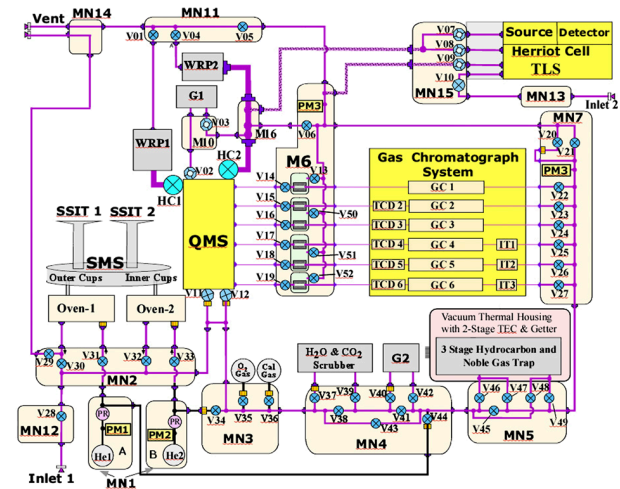 MN14
MN11
Vent
V01
V04
V05
V07
V08
V09
V10
Source
Detector
Herriot Cell
TLS
MN15
MN13
Inlet 2
WRP2
G1
V03
M10
MI6
PM3
V06
M6
WRP1
HC2
V02
HC1
MN7
V20
V21
PM3
Gas Chromatograph
System
V13
V14
GC 1
V22
V15
TCD 2
GC 2
V23
V50
V16
TCD 3
GC 3
V24
V17
TCD 4
GC 4
IT1
V25
V51
V18
TCD 5
GC 5
IT2
V26
V52
V19
TCD 6
GC 6
IT3
V27
SSIT 1
SSIT 2
QMS
SMS
Outer Cups
Inner Cups
V11
V12
Oven-1
Oven-2
Vacuum Thermal Housing
with 2-Stage TEC & Getter
3 Stage Hydrocarbon and
Noble Gas Trap
V29
V30
V31
V32
V33
MN2
O2
Gas
Cal
Gas
H2O & CO2
Scrubber
G2
V28
MN12
Inlet 1
PR
PM1
He1
A
PR
PM2
He2
B
MN1
V34
V35
V36
MN3
V37
V39
V38
V40
V41
V42
V43
V44
MN4
V46
V47
V48
V45
V49
MN5